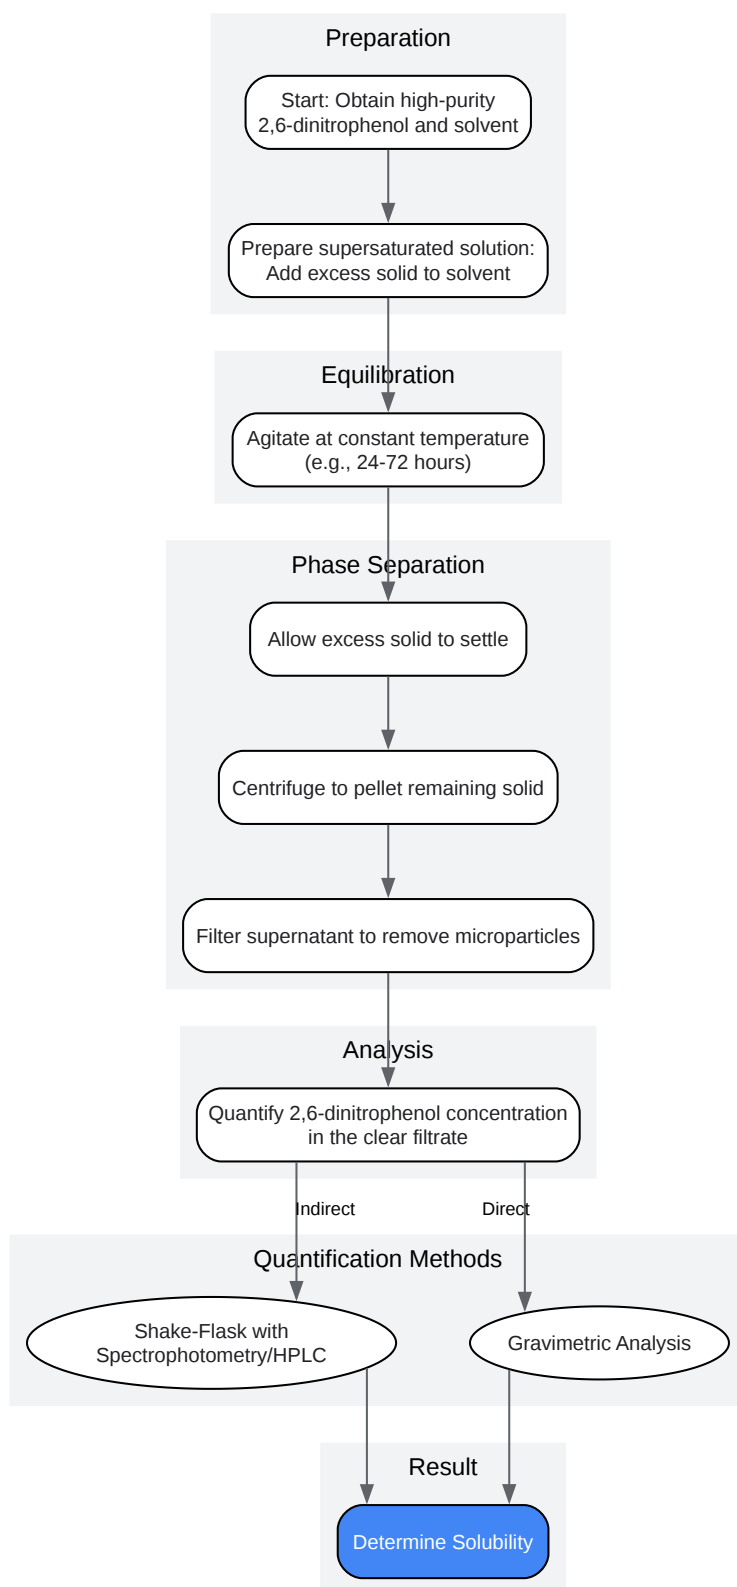 Preparation
Start: Obtain high-purity
2,6-dinitrophenol and solvent
Prepare supersaturated solution:
Add excess solid to solvent
Equilibration
Agitate at constant temperature
(e.g., 24-72 hours)
Phase Separation
Allow excess solid to settle
Centrifuge to pellet remaining solid
Filter supernatant to remove microparticles
Analysis
Quantify 2,6-dinitrophenol concentration
in the clear filtrate
Indirect
Direct
Quantification Methods
Shake-Flask with
Spectrophotometry/HPLC
Gravimetric Analysis
Result
Determine Solubility